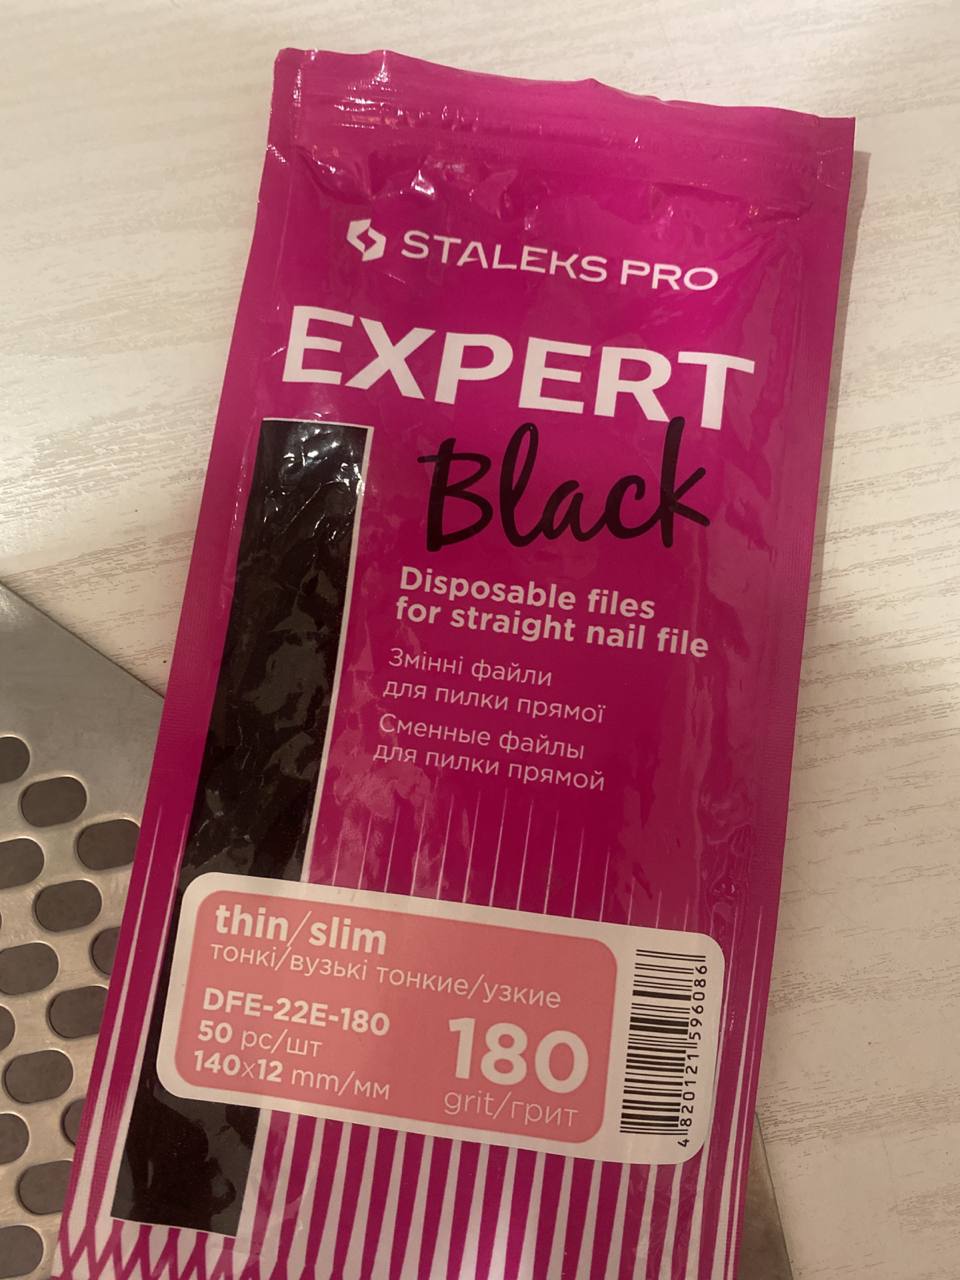 STALEKS PRO
EXPERT
Black
Disposable files
for straight nail file
Змінні файли
для пилки прямої
Сменные файлы
для пилки прямой
thin/slim
тонкі/вузькі тонкие/узкие
DFE-22E-180
50 pc/шт
140x12 mm/мм
180
grit/грит
4820121596086